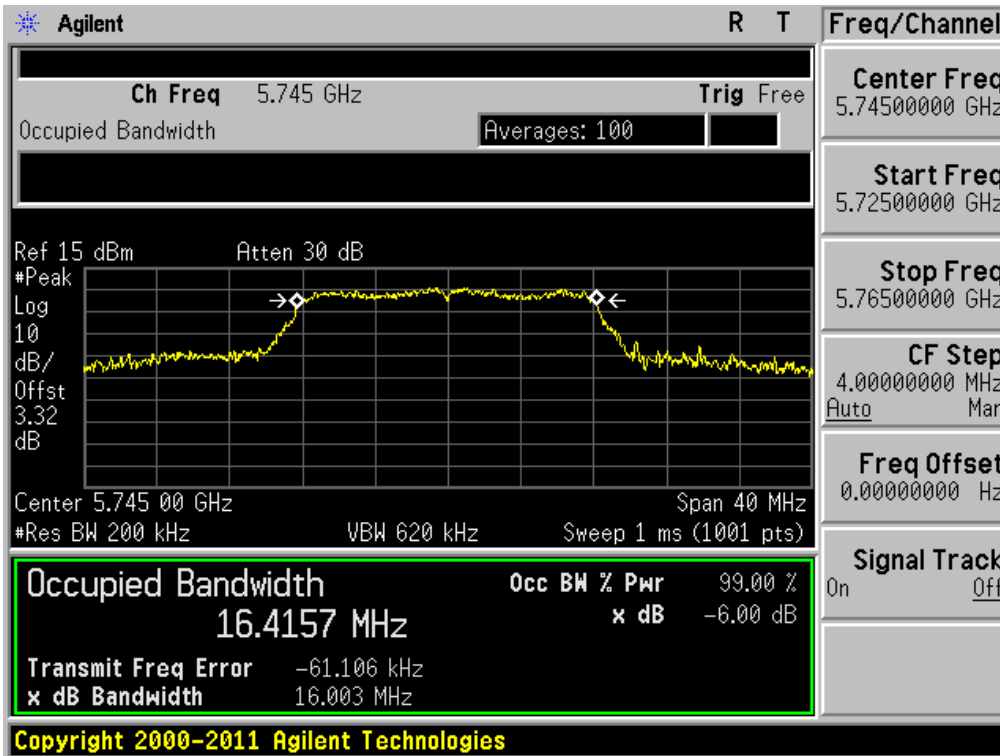 Agilent R T
Ch Freq 5.745 GHz Trig Free
Occupied Bandwidth Averages: 100
Ref 15 dBm Atten 30 dB
#Peak
Log
10
dB/
Offst
3.32
dB
Center 5.745 00 GHz Span 40 MHz
#Res BW 200 kHz VBW 620 kHz Sweep 1 ms (1001 pts)
Occupied Bandwidth Occ BW % Pwr 99.00 %
16.4157 MHz x dB -6.00 dB
Transmit Freq Error -61.106 kHz
x dB Bandwidth 16.003 MHz
Copyright 2000-2011 Agilent Technologies
Freq/Channel
Center Freq
5.74500000 GHz
Start Freq
5.72500000 GHz
Stop Freq
5.76500000 GHz
CF Step
4.00000000 MHz
Auto Man
Freq Offset
0.00000000 Hz
Signal Track
On Off